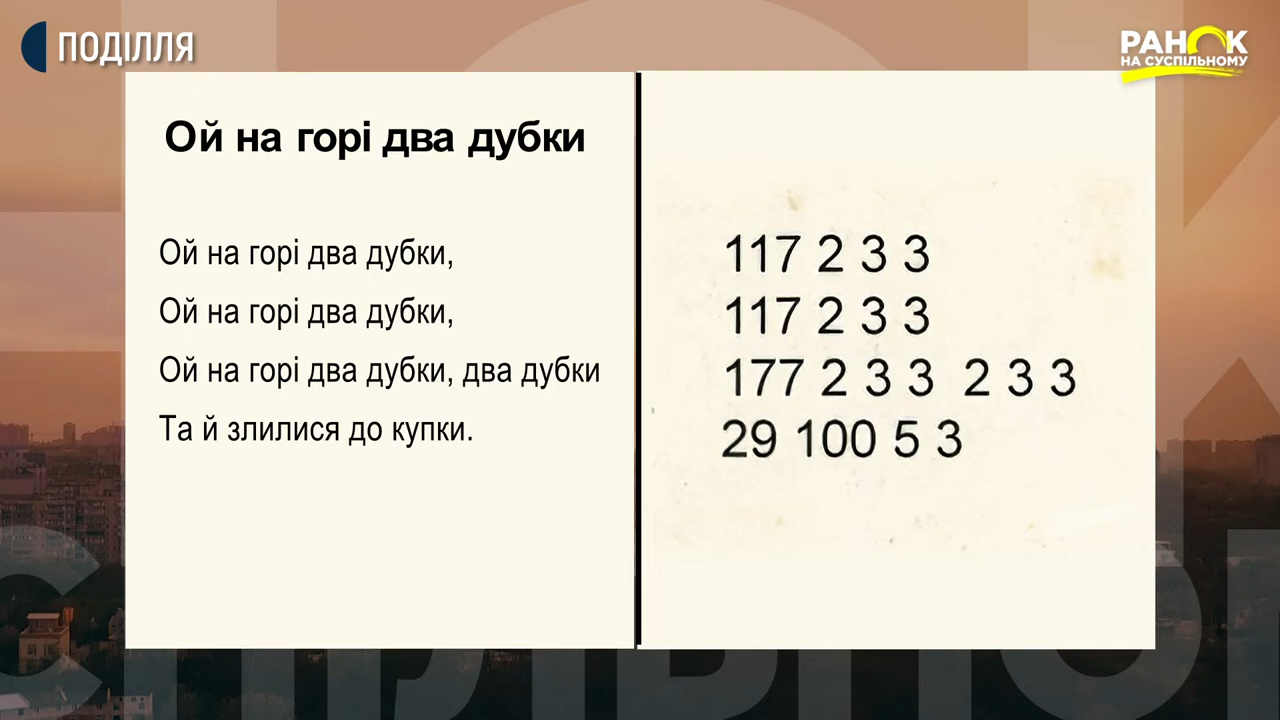 ПОДІЛЛЯ
РАНОК
НА СУСПІЛЬНОМУ
Ой на горі два дубки
Ой на горі два дубки,
Ой на горі два дубки,
Ой на горі два дубки, два дубки
Та й злилися до купки.
117 2 3 3
117 2 3 3
177 2 3 3 2 3 3
29 100 5 3